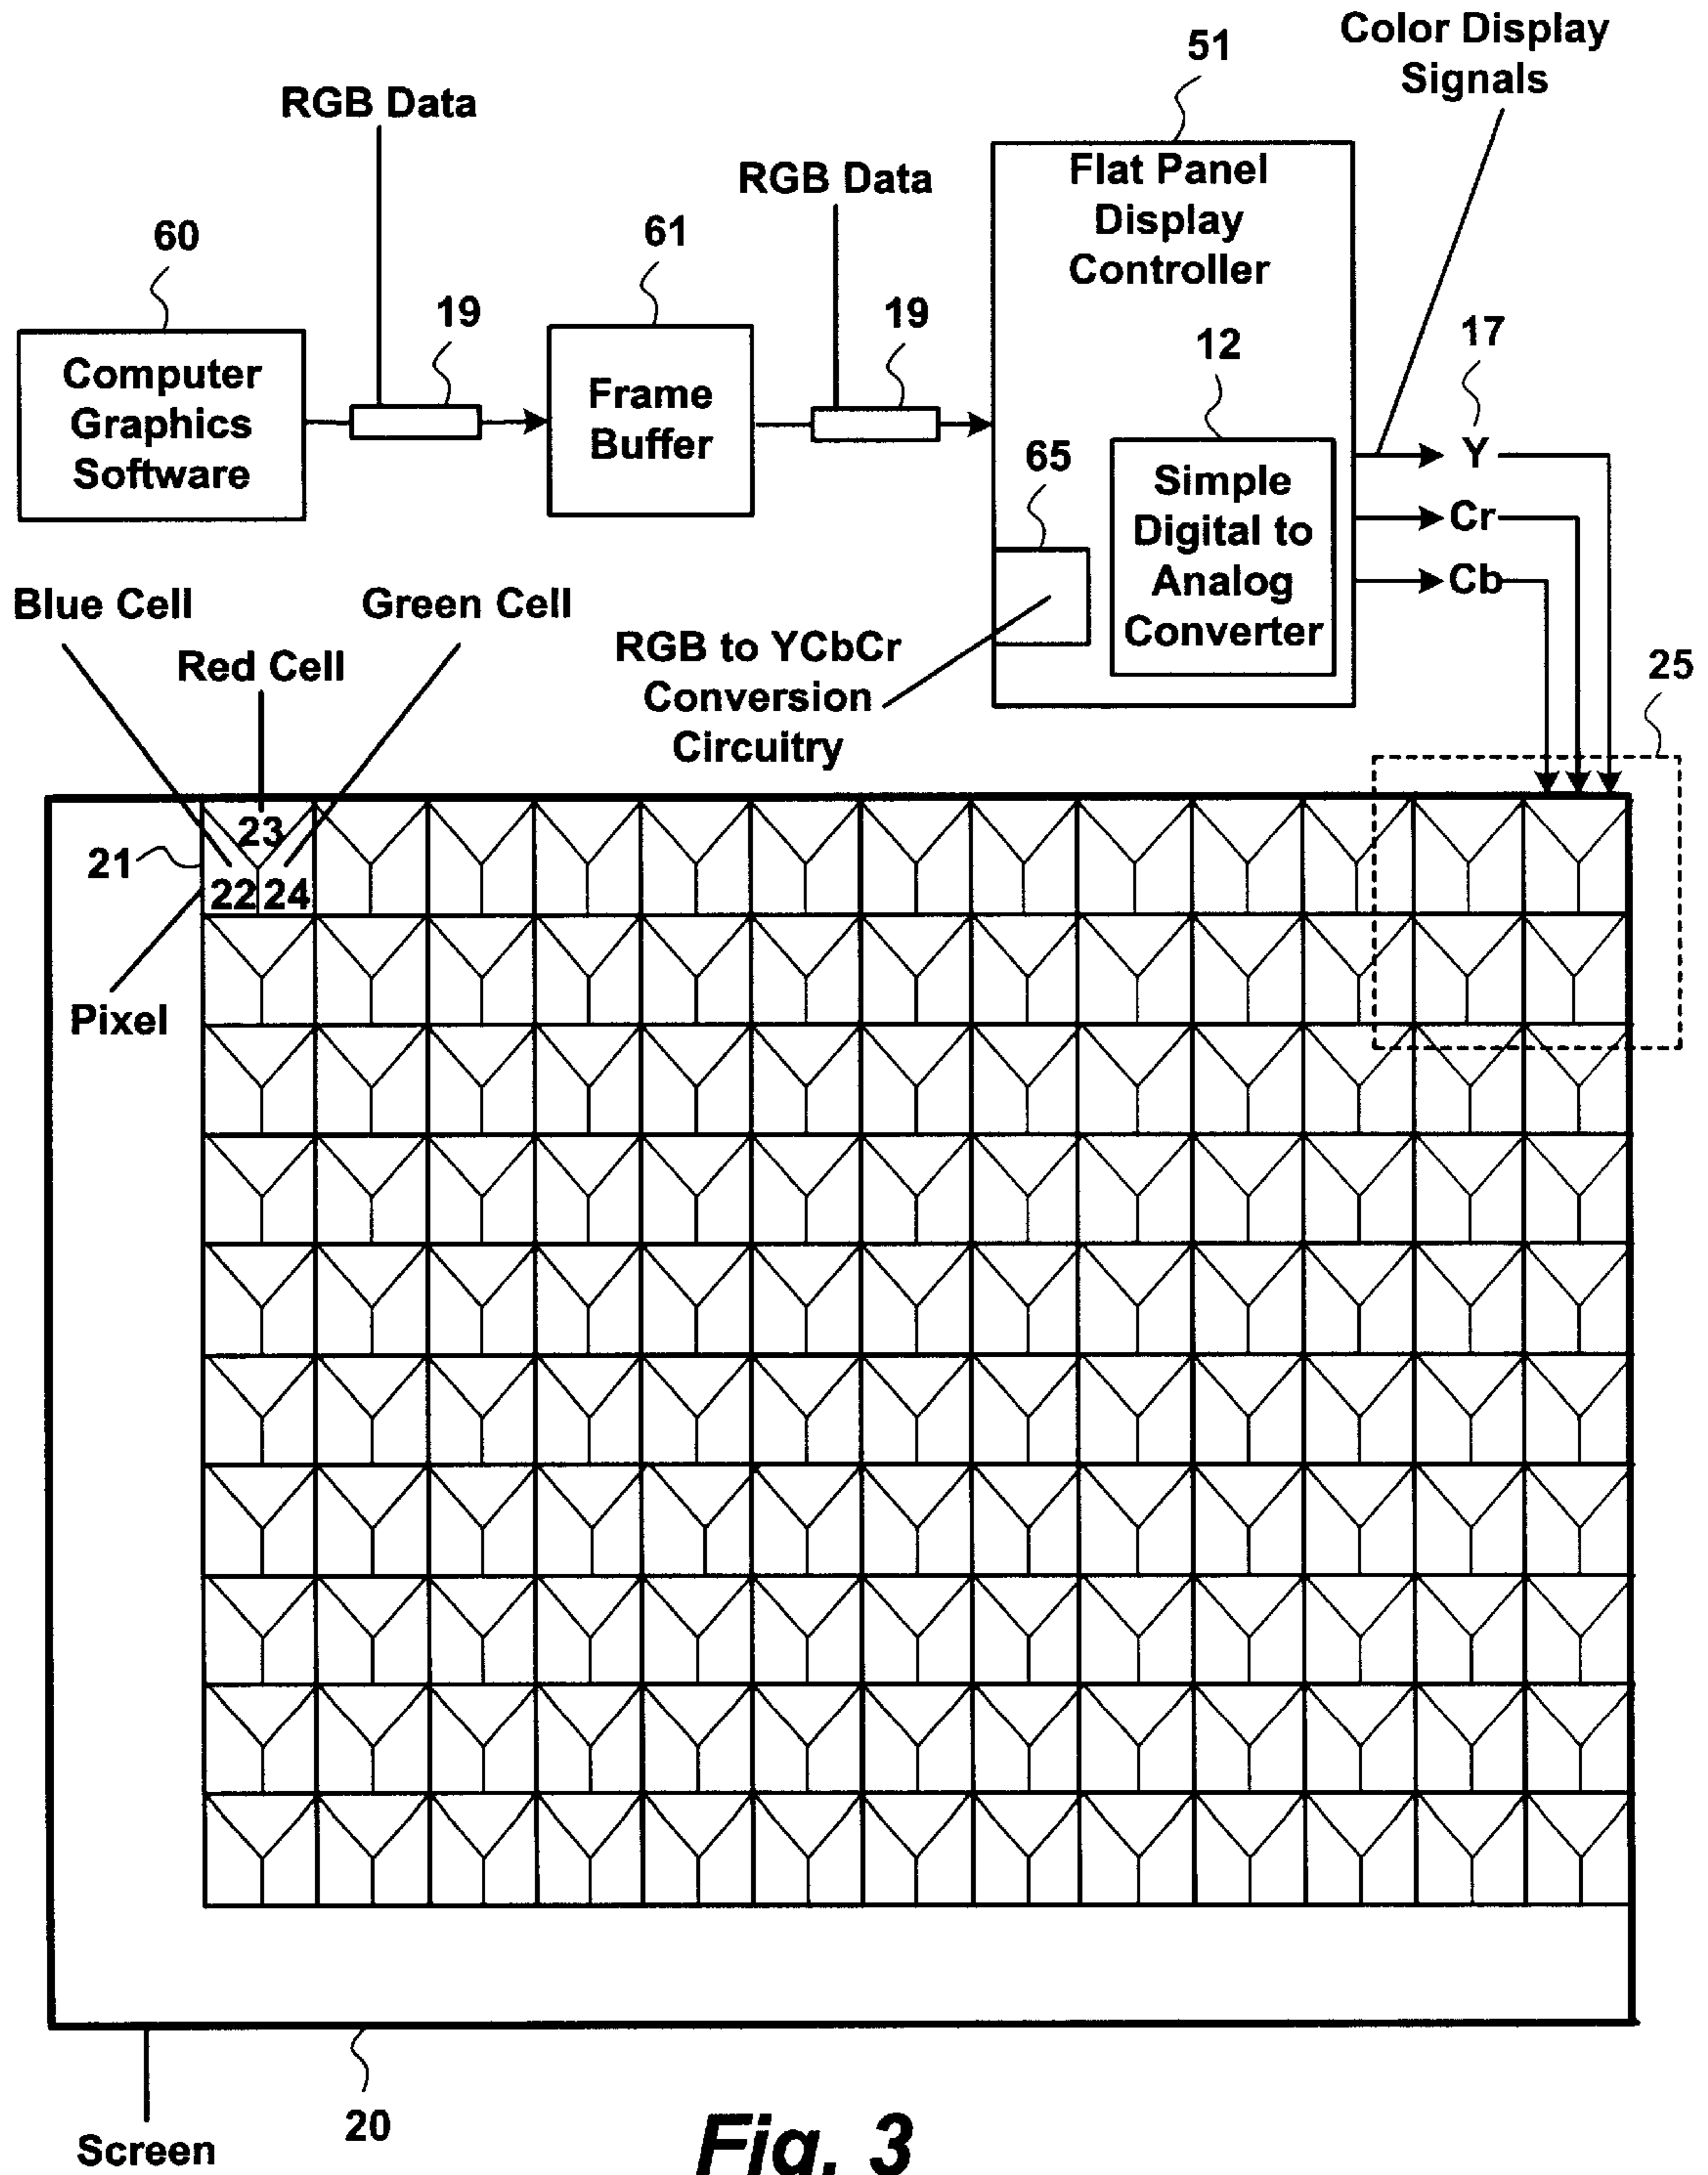 Color Display
Signals
51
RGB Data
RGB Data
Flat Panel
Display
Controller
60
61
19
19
12
17
Computer
Graphics
Software
Frame
Buffer
65
Simple
Digital to
Analog
Converter
Y
Cr
Cb
Blue Cell
Green Cell
Red Cell
RGB to YCbCr
Conversion
Circuitry
25
23
21
22
24
Pixel
20
Screen
Fig. 3